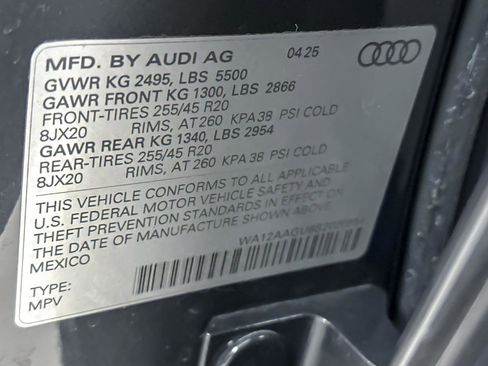 MFD. BY AUDI AG 04·25
GVWR KG 2495, LBS 5500
GAWR FRONT KG 1300, LBS 2866
FRONT-TIRES 255/45 R20
8JX20 RIMS, AT 260 KPA 38 PSI COLD
GAWR REAR KG 1340, LBS 2954
REAR-TIRES 255/45 R20
8JX20 RIMS, AT 260 KPA 38 PSI COLD
THIS VEHICLE CONFORMS TO ALL APPLICABLE
U.S. FEDERAL MOTOR VEHICLE SAFETY AND
THEFT PREVENTION STANDARDS IN EFFECT ON
THE DATE OF MANUFACTURE SHOWN ABOVE.
MEXICO
TYPE:
MPV